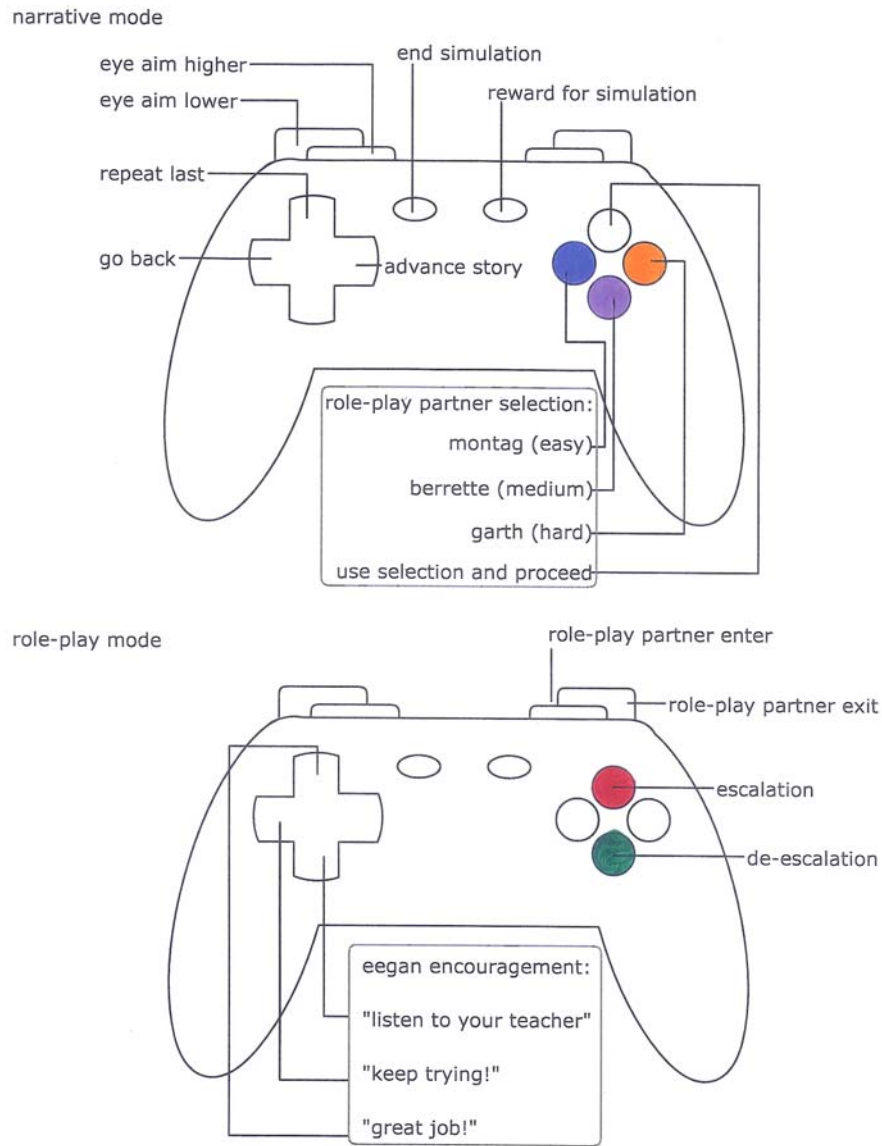 narrative mode
end simulation
eye aim higher
reward for simulation
eye aim lower
repeat last
go back
advance story
role-play partner selection:
montag (easy)
berrette (medium)
garth (hard)
use selection and proceed
role-play mode
role-play partner enter
role-play partner exit
escalation
de-escalation
eegan encouragement:
"listen to your teacher"
"keep trying!"
"great job!"